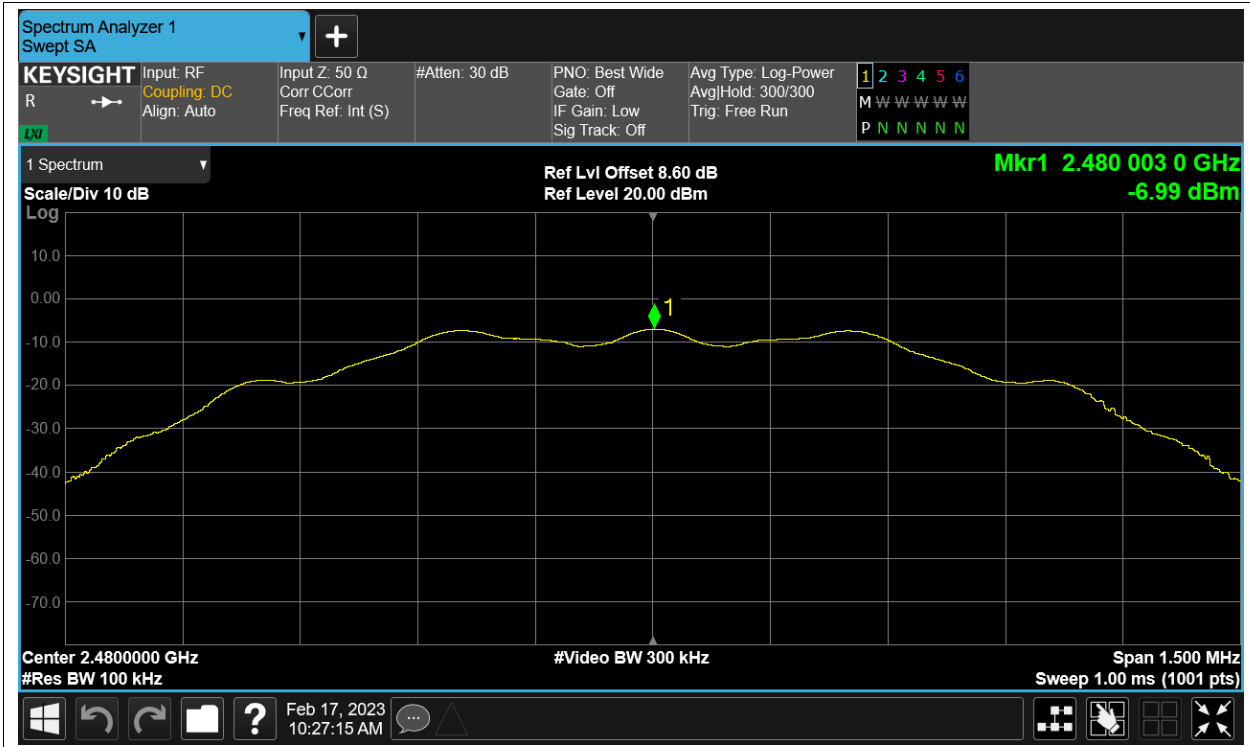 Spectrum Analyzer 1
Swept SA
KEYSIGHT
R
LXI
Input: RF
Coupling: DC
Align: Auto
Input Z: 50 Ω
Corr CCorr
Freq Ref: Int (S)
#Atten: 30 dB
PNO: Best Wide
Gate: Off
IF Gain: Low
Sig Track: Off
Avg Type: Log-Power
Avg|Hold: 300/300
Trig: Free Run
1 2 3 4 5 6
M W W W W W
P N N N N N
1 Spectrum
Scale/Div 10 dB
Log
Ref Lvl Offset 8.60 dB
Ref Level 20.00 dBm
Mkr1 2.480 003 0 GHz
-6.99 dBm
1
10.0
0.00
-10.0
-20.0
-30.0
-40.0
-50.0
-60.0
-70.0
Center 2.4800000 GHz
#Res BW 100 kHz
#Video BW 300 kHz
Span 1.500 MHz
Sweep 1.00 ms (1001 pts)
?
Feb 17, 2023
10:27:15 AM